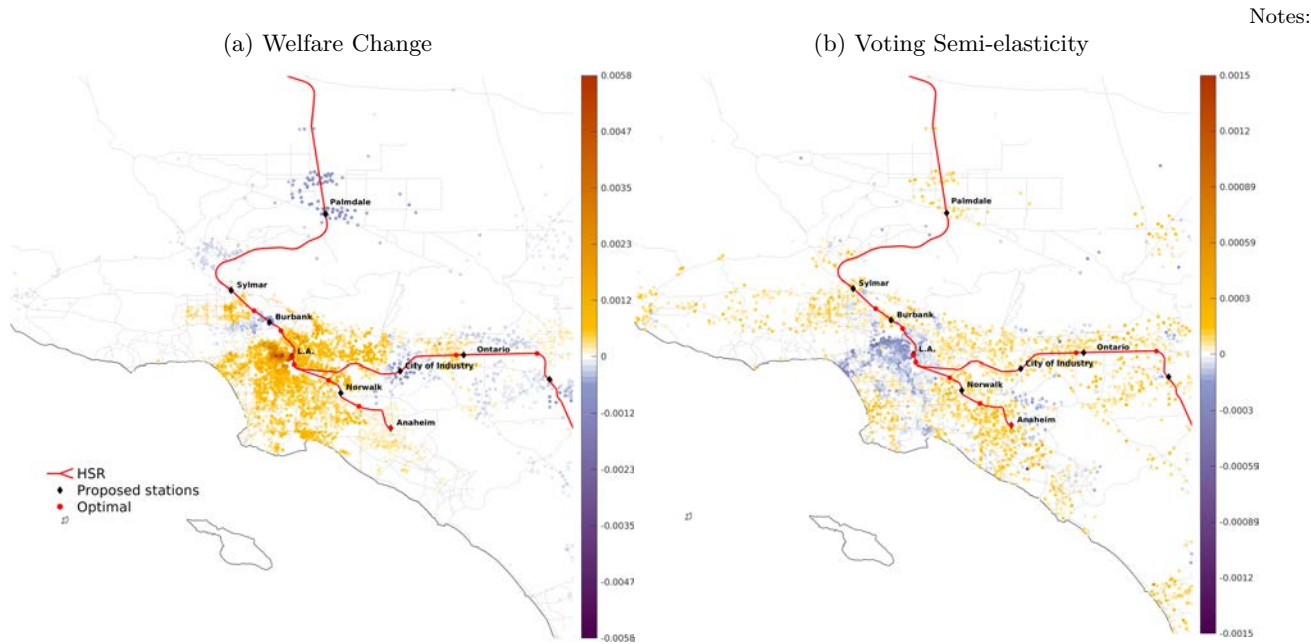 Notes:
(a) Welfare Change
(b) Voting Semi-elasticity
0.0058
0.0047
0.0035
0.0023
0.0012
0
-0.0012
-0.0023
-0.0035
-0.0047
-0.0058
Palmdale
Sylmar
Burbank
L.A.
Ontario
City of Industry
Norwalk
Anaheim
HSR
Proposed stations
Optimal
0.0015
0.0012
0.00089
0.00059
0.0003
0
-0.0003
-0.00059
-0.00089
-0.0012
-0.0015
Palmdale
Sylmar
Burbank
L.A.
Ontario
City of Industry
Norwalk
Anaheim